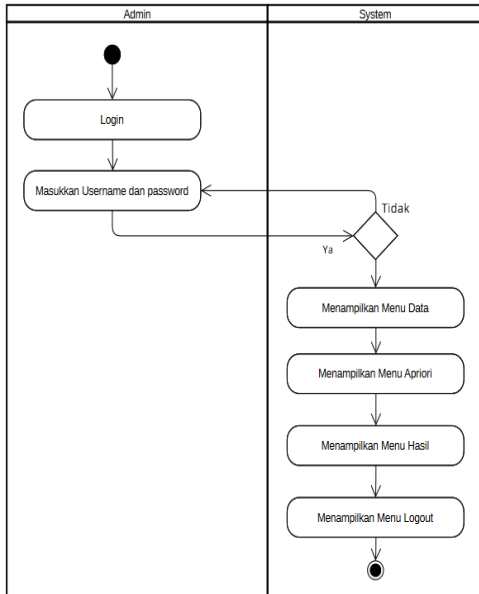 Admin
System
Login
Masukkan Username dan password
Tidak
Ya
Menampilkan Menu Data
Menampilkan Menu Apriori
Menampilkan Menu Hasil
Menampilkan Menu Logout